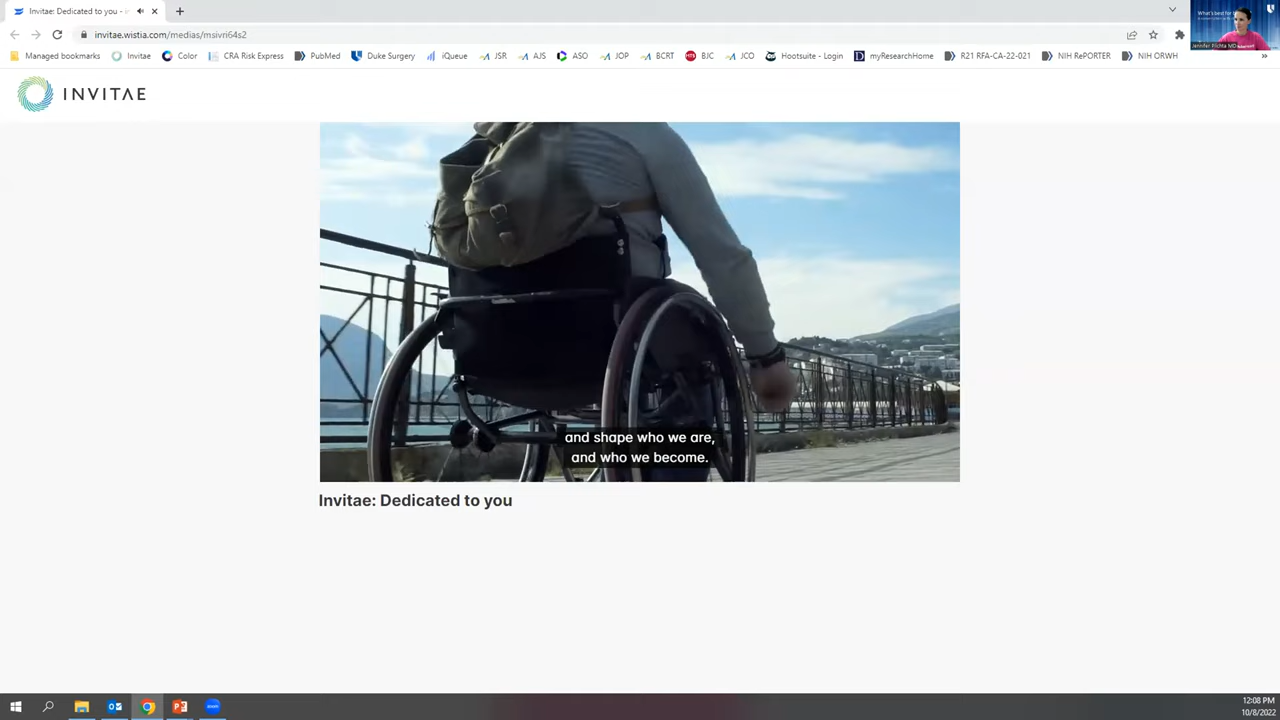 Invitae: Dedicated to you -
invitae.wistia.com/medias/msivri64s2
Managed bookmarks
Invitae
Color
CRA Risk Express
PubMed
Duke Surgery
iQueue
JSR
AJS
ASO
JOP
BCRT
BJC
JCO
Hootsuite - Login
myResearchHome
R21 RFA-CA-22-021
NIH RePORTER
NIH ORWH
INVITAE
and shape who we are,
and who we become.
Invitae: Dedicated to you
12:08 PM
10/8/2022